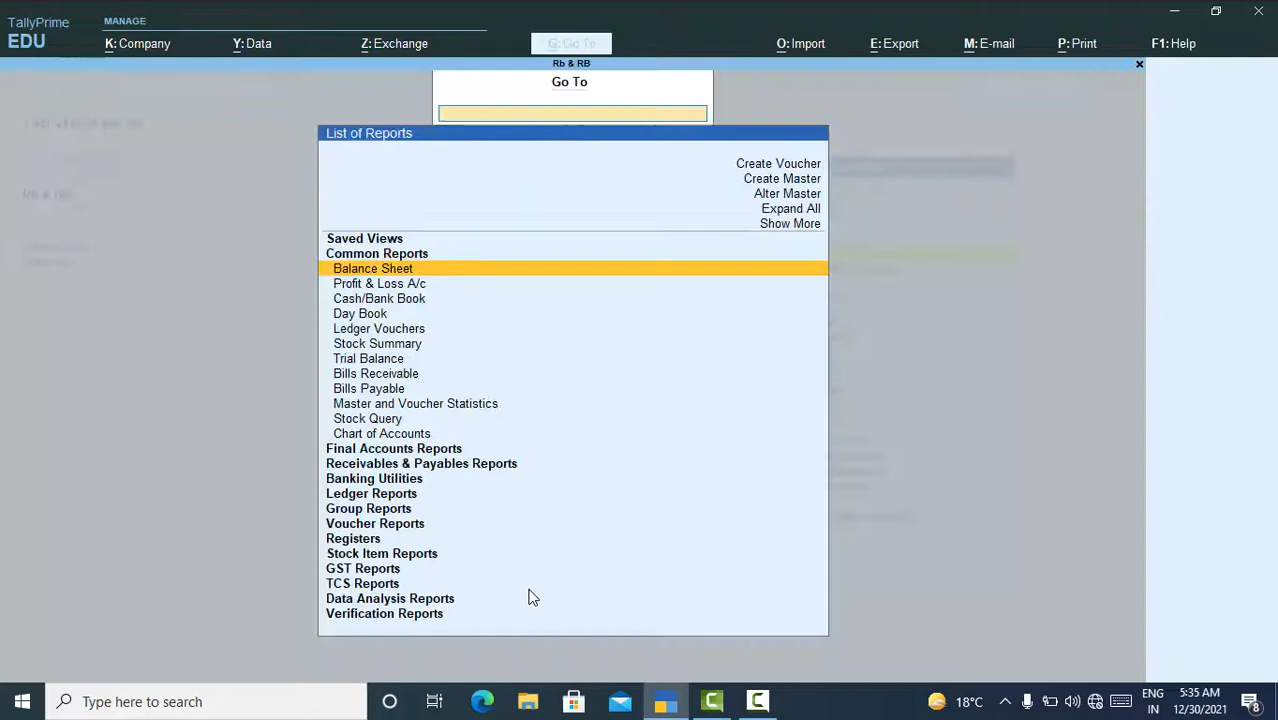 TallyPrime
MANAGE
EDU
K: Company
Y: Data
Z: Exchange
G: Go To
O: Import
E: Export
M: E-mail
P: Print
F1: Help
Rb & RB
Go To
List of Reports
Create Voucher
Create Master
Alter Master
Expand All
Show More
Saved Views
Common Reports
Balance Sheet
Profit & Loss A/c
Cash/Bank Book
Day Book
Ledger Vouchers
Stock Summary
Trial Balance
Bills Receivable
Bills Payable
Master and Voucher Statistics
Stock Query
Chart of Accounts
Final Accounts Reports
Receivables & Payables Reports
Banking Utilities
Ledger Reports
Group Reports
Voucher Reports
Registers
Stock Item Reports
GST Reports
TCS Reports
Data Analysis Reports
Verification Reports
Type here to search
18°C
ENG
IN
5:35 AM
12/30/2021
8